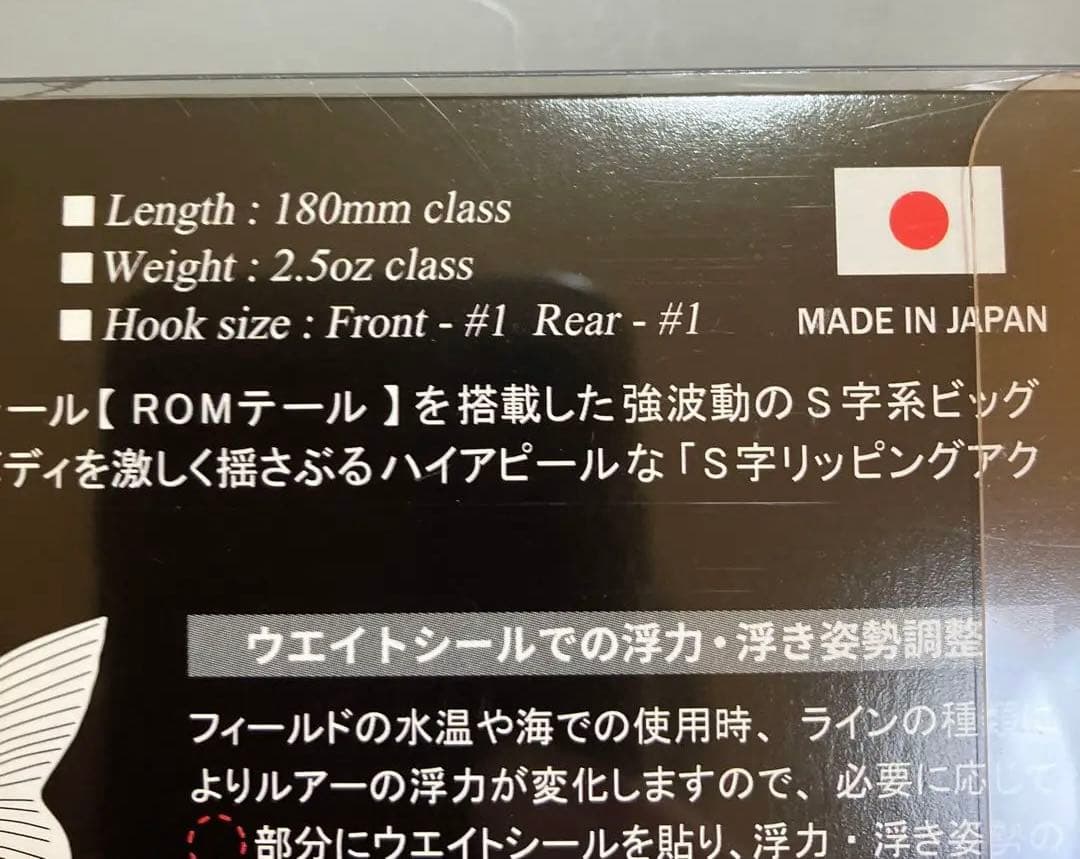 ■ Length : 180mm class
■ Weight : 2.5oz class
■ Hook size : Front - #1 Rear - #1
MADE IN JAPAN
ール【 ROMテール 】を搭載した強波動のS字系ビッグ
ディを激しく揺さぶるハイアピールな「S字リッピングアク
ウエイトシールでの浮力・浮き姿勢調整
フィールドの水温や海での使用時、ラインの種類に
よりルアーの浮力が変化しますので、必要に応じて
部分にウエイトシールを貼り、浮力・浮き姿勢の